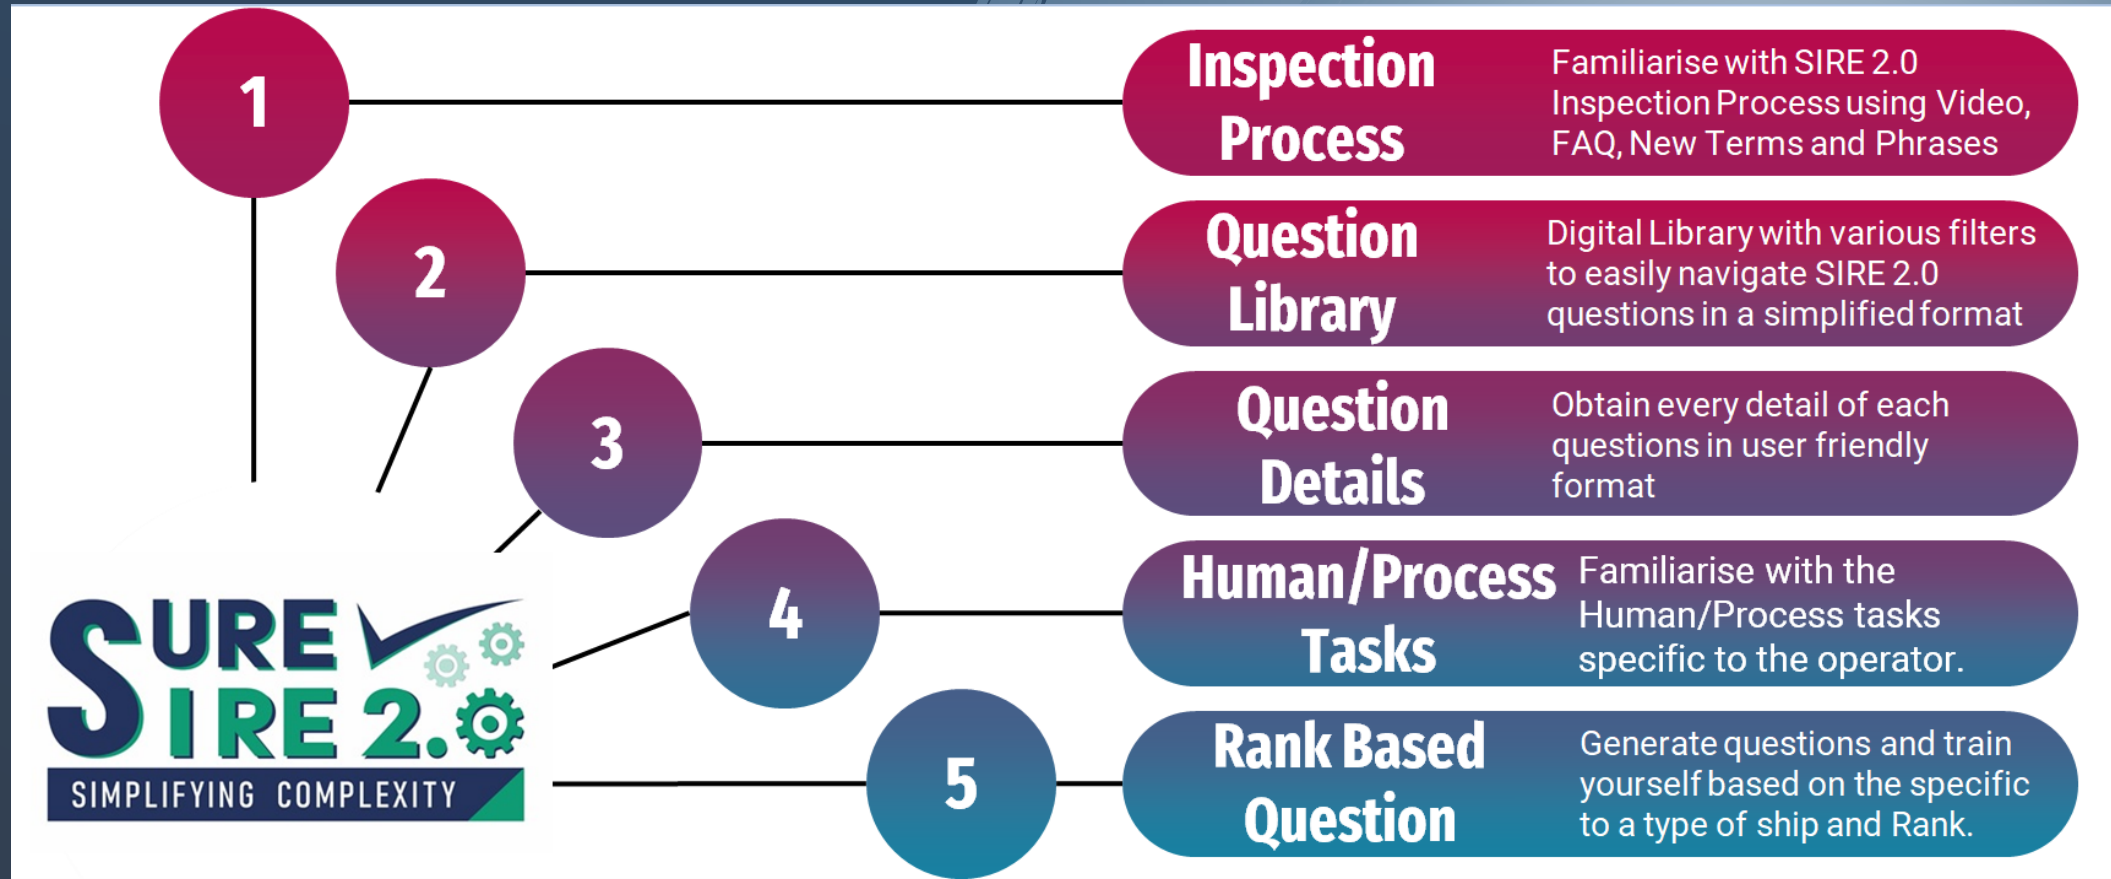 1
Inspection
Process
Familiarise with SIRE 2.0
Inspection Process using Video,
FAQ, New Terms and Phrases
2
Question
Library
Digital Library with various filters
to easily navigate SIRE 2.0
questions in a simplified format
3
Question
Details
Obtain every detail of each
questions in user friendly
format
4
Human/Process
Tasks
Familiarise with the
Human/Process tasks
specific to the operator.
5
Rank Based
Question
Generate questions and train
yourself based on the specific
to a type of ship and Rank.
SURE
SIRE 2.0
SIMPLIFYING COMPLEXITY